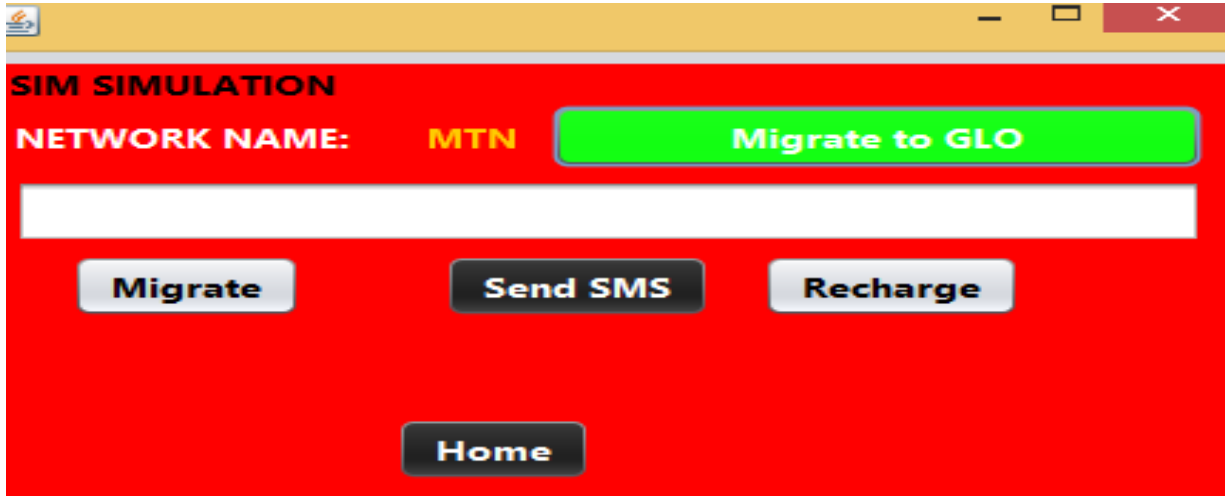 SIM SIMULATION
NETWORK NAME: MTN Migrate to GLO
Migrate Send SMS Recharge
Home